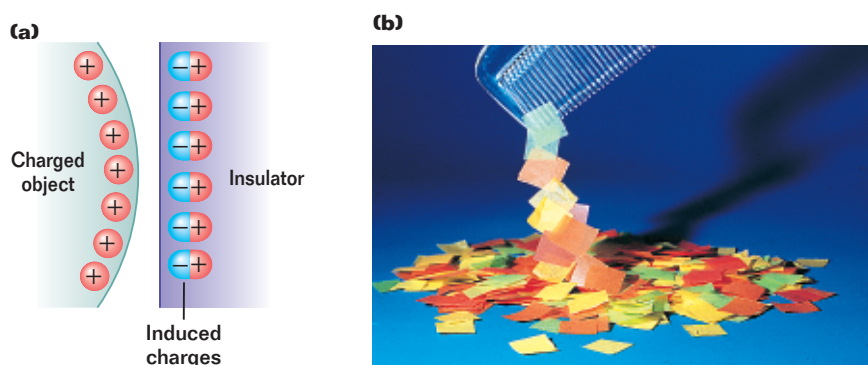 (a)
Charged
object
Insulator
Induced
charges
(b)